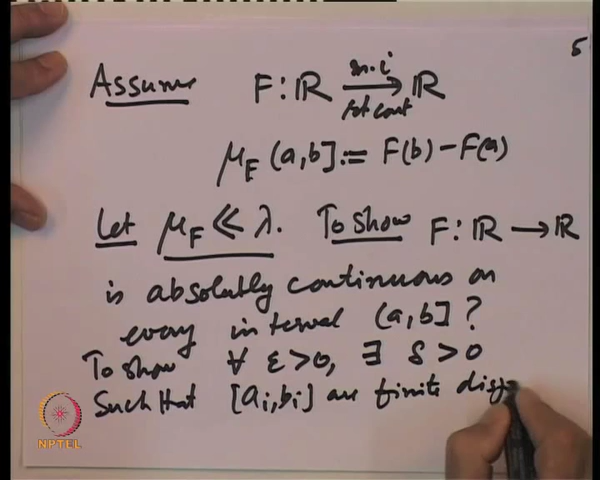 5
Assume F : ℝ m.i → ℝ
rt cont
μ_F (a,b] := F(b) – F(a)
Let μ_F ≪ λ. To show F : ℝ → ℝ
is absolutly continuous on
every interval (a,b] ?
To show ∀ ε > 0, ∃ δ > 0
Such that [a_i, b_i] are finite disj
NPTEL